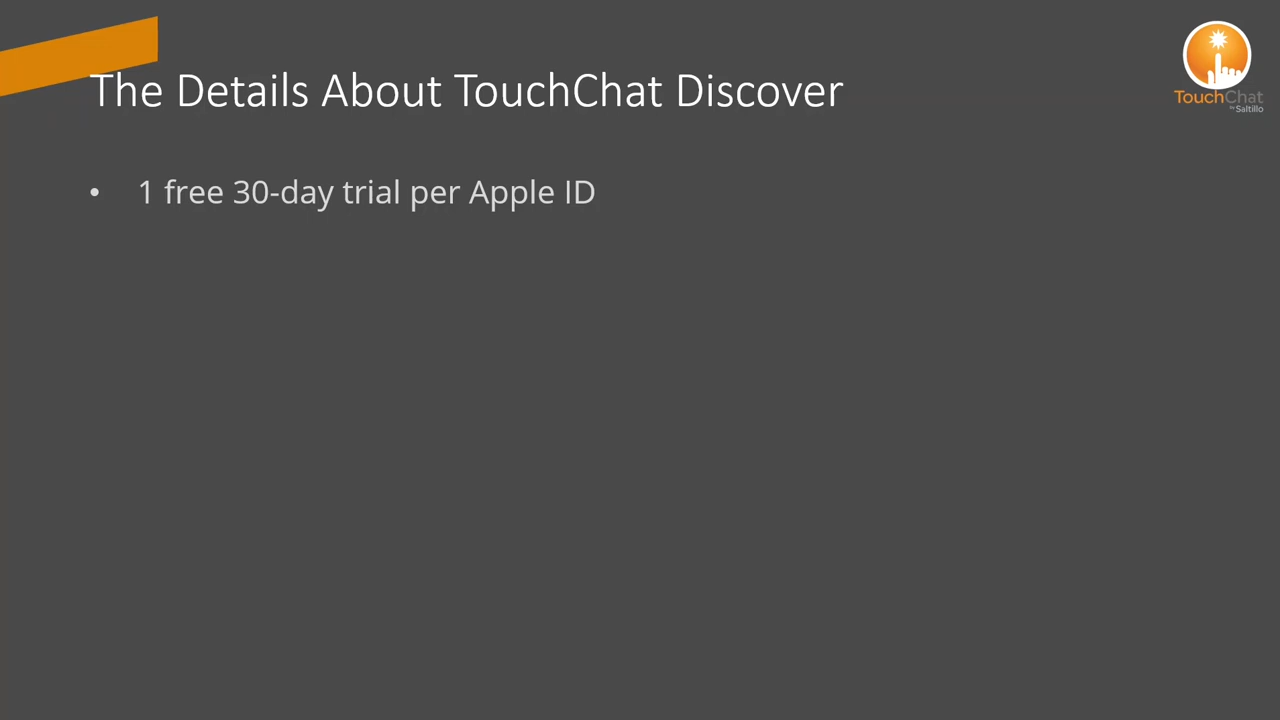 The Details About TouchChat Discover
TouchChat
by Saltillo
• 1 free 30-day trial per Apple ID